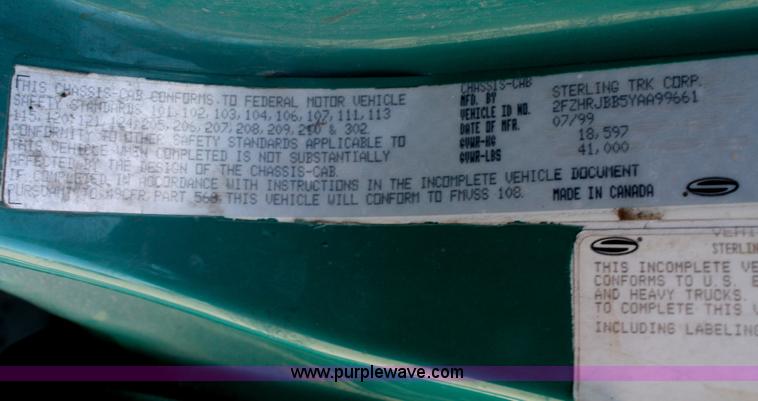 THIS CHASSIS-CAB CONFORMS TO FEDERAL MOTOR VEHICLE
SAFETY STANDARDS, 101, 102, 103, 104, 106, 107, 111, 113
115, 120, 121, 124, 205, 206, 207, 208, 209, 210 & 302
CONFORMITY TO OTHER SAFETY STANDARDS APPLICABLE TO
THIS VEHICLE WHEN COMPLETED IS NOT SUBSTANTIALLY
AFFECTED BY THE DESIGN OF THE CHASSIS-CAB.
IF COMPLETED IN ACCORDANCE WITH INSTRUCTIONS IN THE INCOMPLETE VEHICLE DOCUMENT
PURSUANT TO 49CFR PART 568 THIS VEHICLE WILL CONFORM TO FMVSS 108.
CHASSIS-CAB
MFD. BY STERLING TRK CORP.
VEHICLE ID NO. 2FZHRJBB5YAA99661
DATE OF MFR. 07/99
GVWR-KG 18,597
GVWR-LBS 41,000
MADE IN CANADA
STERLIN
THIS INCOMPLETE VE
CONFORMS TO U.S. E
AND HEAVY TRUCKS.
TO COMPLETE THIS V
INCLUDING LABELING
www.purplewave.com